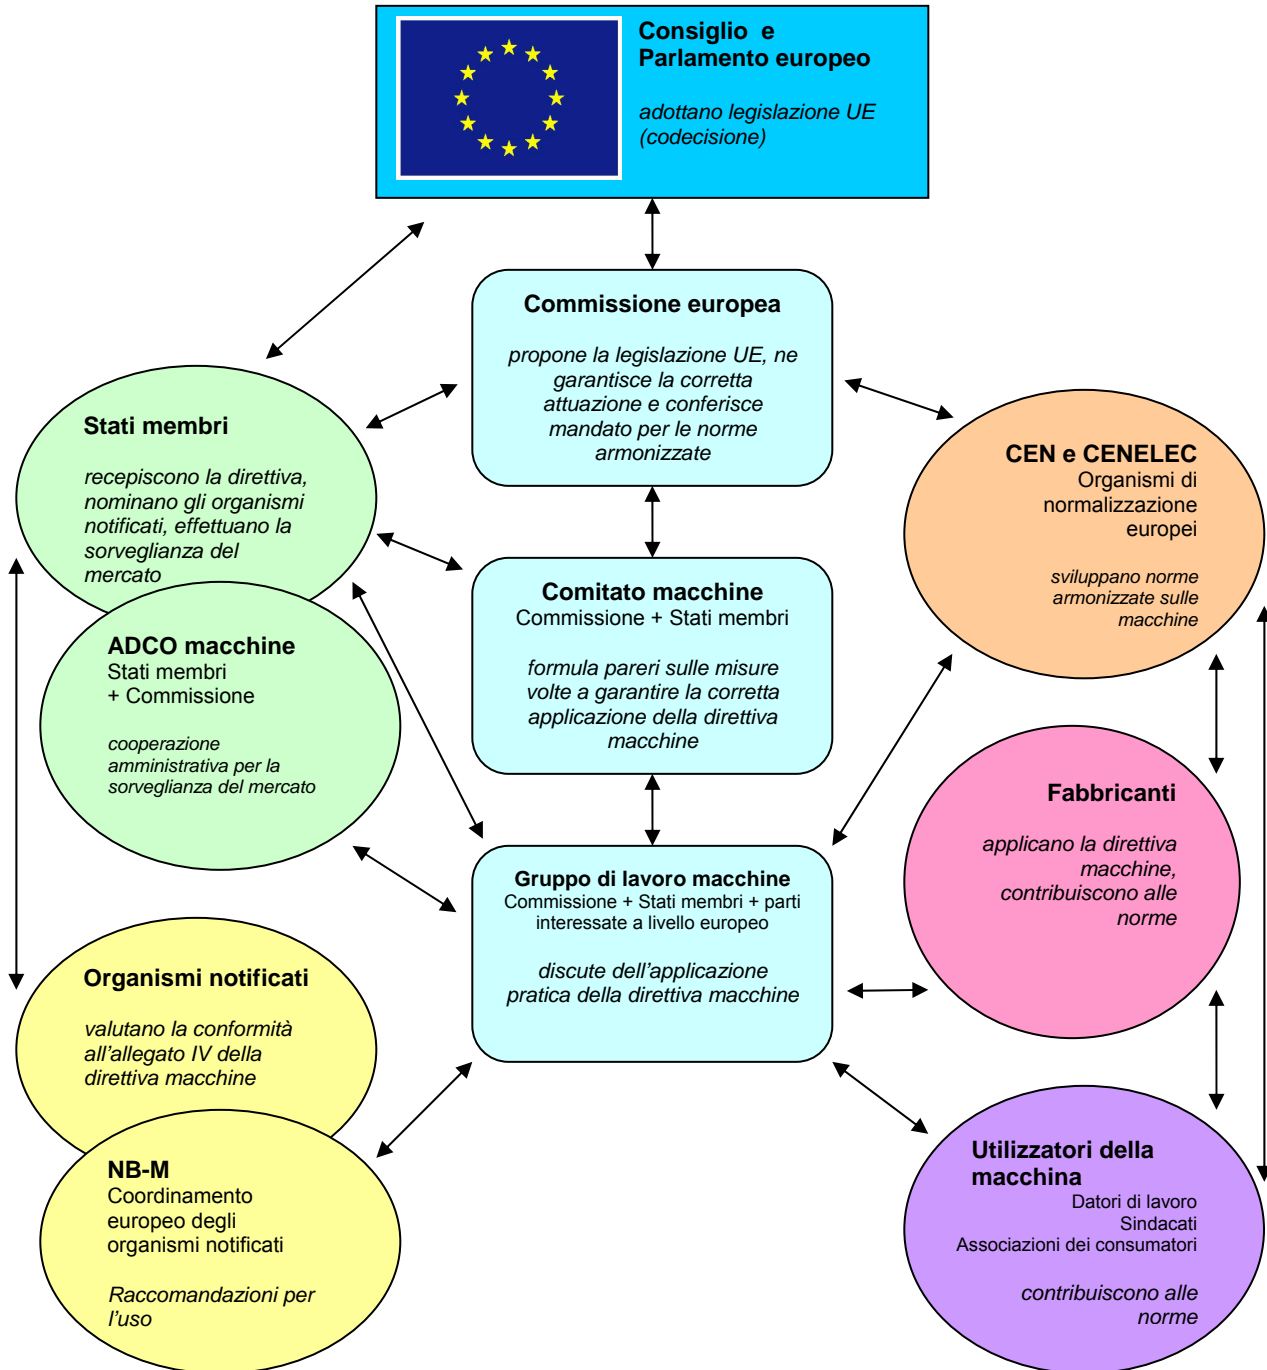 Consiglio e
Parlamento europeo
adottano legislazione UE
(codecisione)
Commissione europea
propone la legislazione UE, ne
garantisce la corretta
attuazione e conferisce
mandato per le norme
armonizzate
Stati membri
recepiscono la direttiva,
nominano gli organismi
notificati, effettuano la
sorveglianza del
mercato
CEN e CENELEC
Organismi di
normalizzazione
europei
sviluppano norme
armonizzate sulle
macchine
Comitato macchine
Commissione + Stati membri
formula pareri sulle misure
volte a garantire la corretta
applicazione della direttiva
macchine
ADCO macchine
Stati membri
+ Commissione
cooperazione
amministrativa per la
sorveglianza del mercato
Fabbricanti
applicano la direttiva
macchine,
contribuiscono alle
norme
Gruppo di lavoro macchine
Commissione + Stati membri + parti
interessate a livello europeo
discute dell'applicazione
pratica della direttiva macchine
Organismi notificati
valutano la conformità
all'allegato IV della
direttiva macchine
NB-M
Coordinamento
europeo degli
organismi notificati
Raccomandazioni per
l'uso
Utilizzatori della
macchina
Datori di lavoro
Sindacati
Associazioni dei consumatori
contribuiscono alle
norme